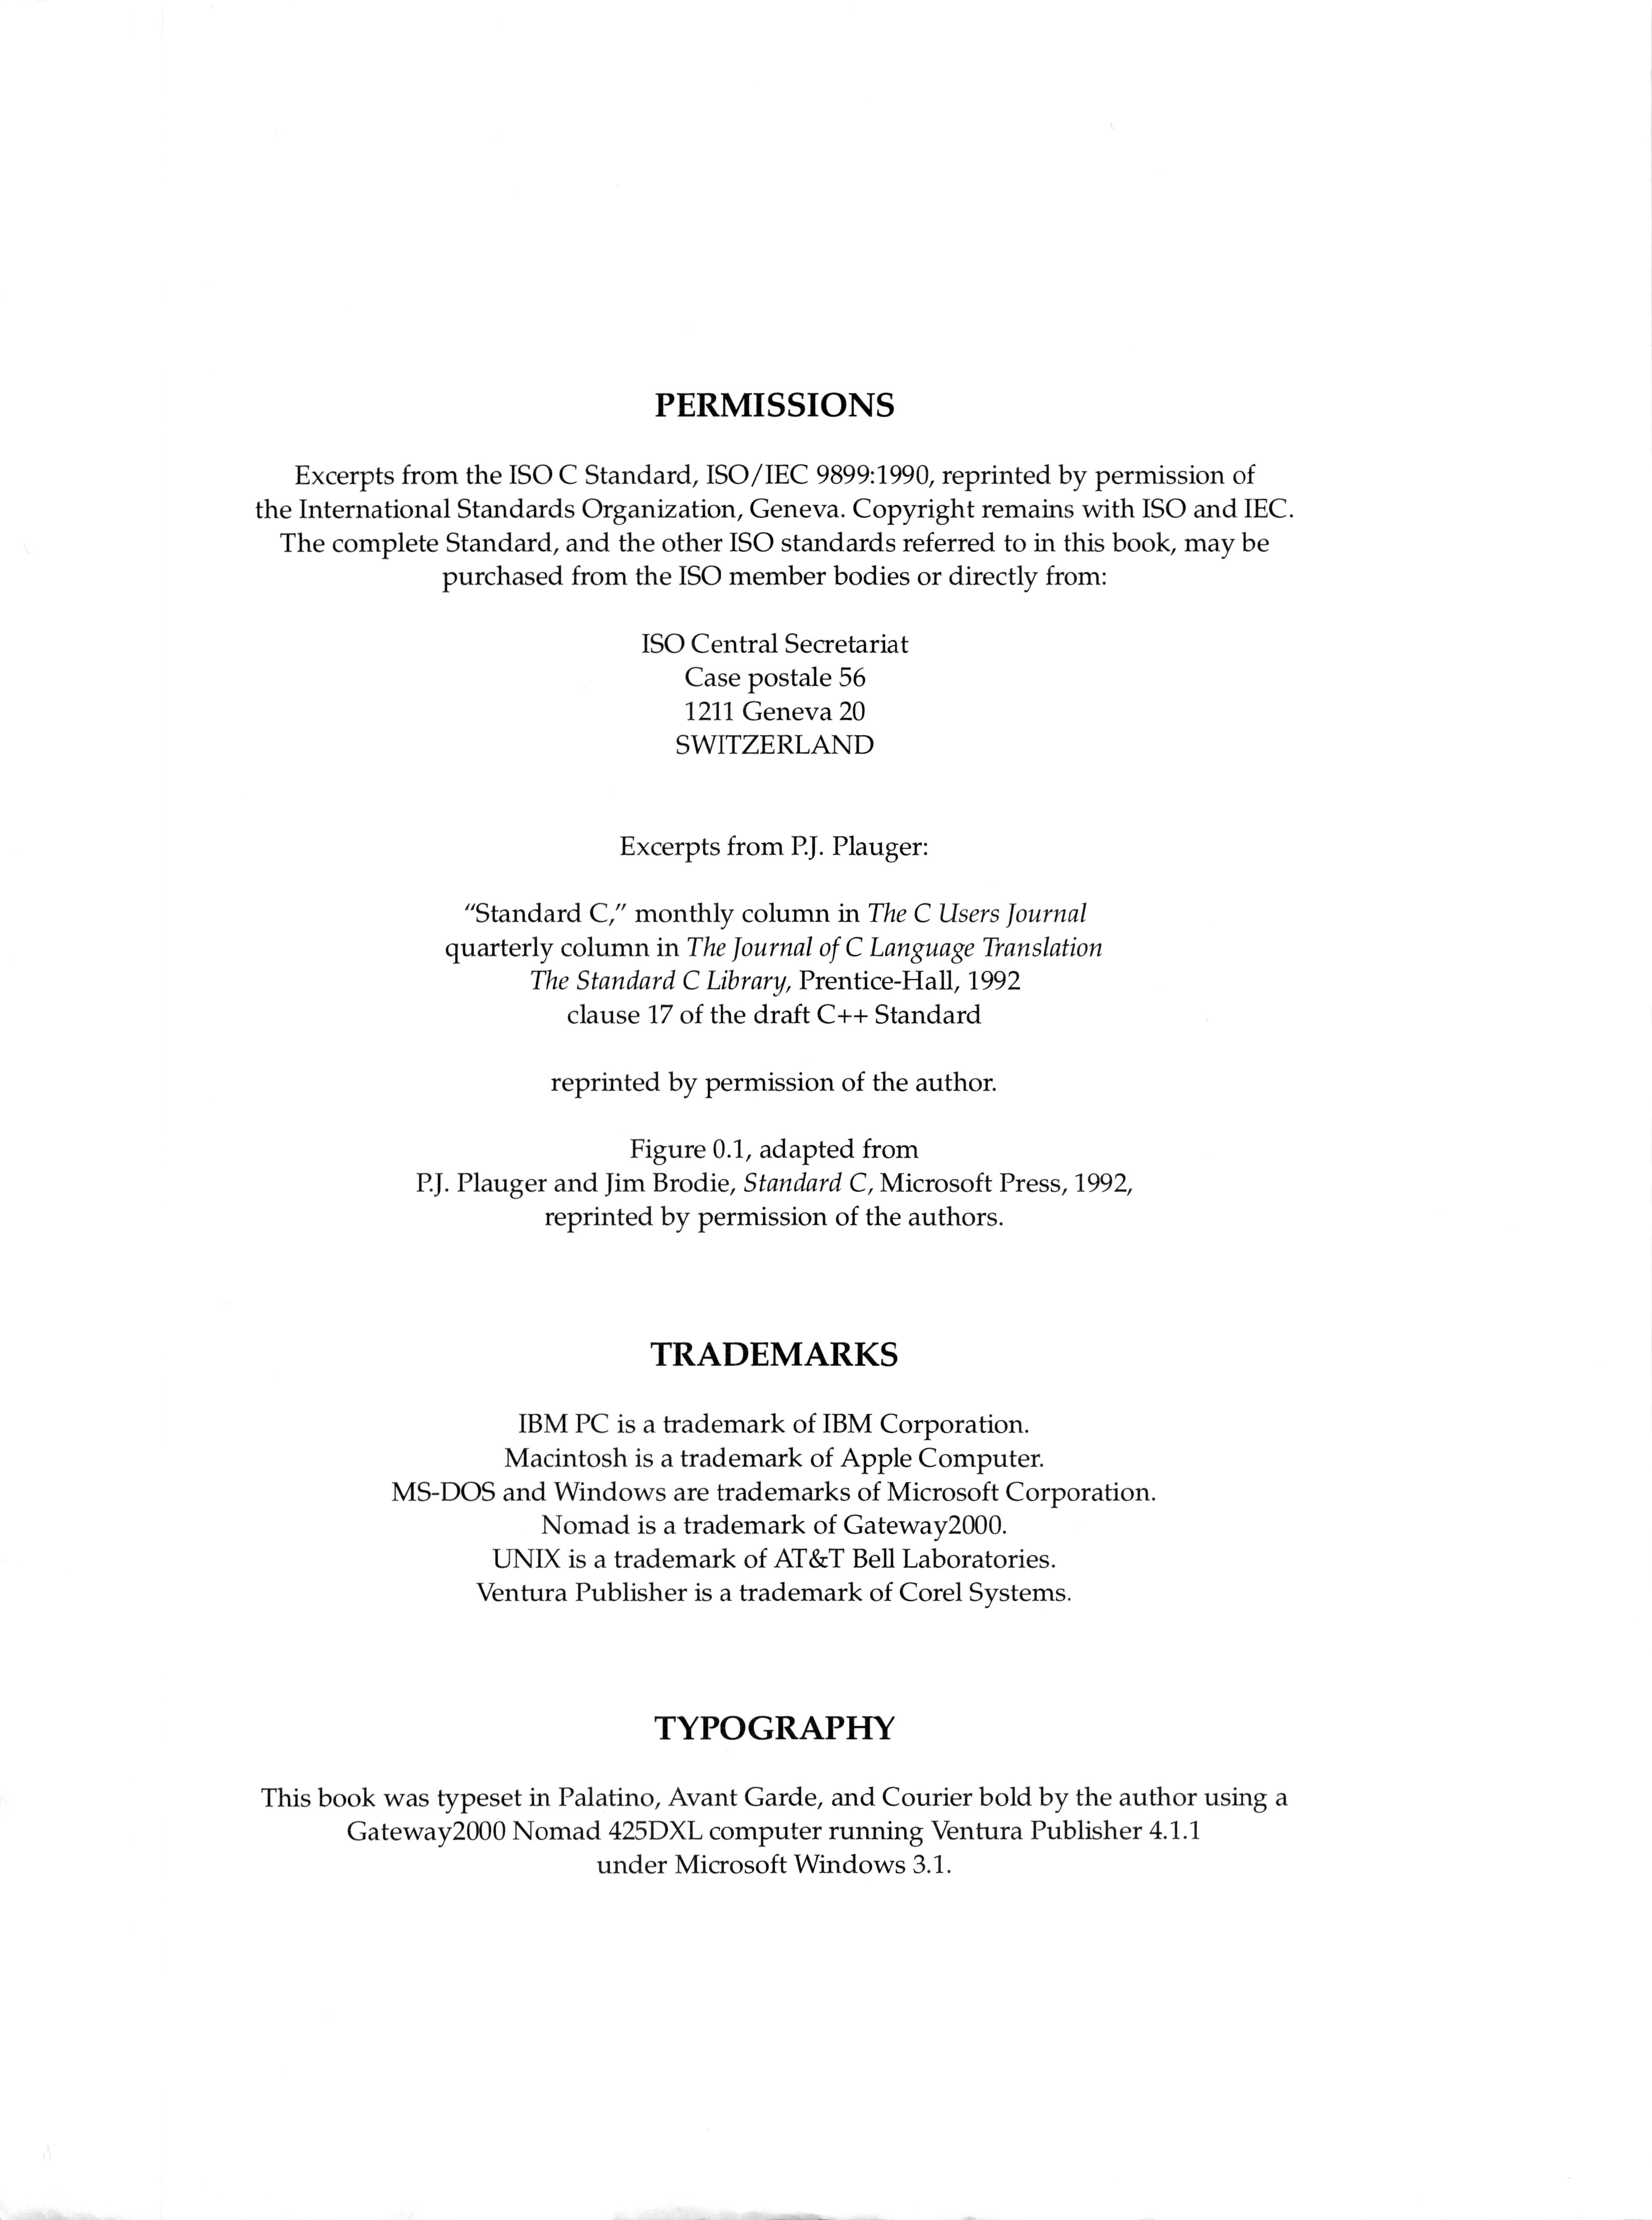 PERMISSIONS
Excerpts from the ISO C Standard, ISO/IEC 9899:1990, reprinted by permission of
the International Standards Organization, Geneva. Copyright remains with ISO and IEC.
The complete Standard, and the other ISO standards referred to in this book, may be
purchased from the ISO member bodies or directly from:
ISO Central Secretariat
Case postale 56
1211 Geneva 20
SWITZERLAND
Excerpts from P.J. Plauger:
“Standard C,” monthly column in The C Users Journal
quarterly column in The Journal of C Language Translation
The Standard C Library, Prentice-Hall, 1992
clause 17 of the draft C++ Standard
reprinted by permission of the author.
Figure 0.1, adapted from
P.J. Plauger and Jim Brodie, Standard C, Microsoft Press, 1992,
reprinted by permission of the authors.
TRADEMARKS
IBM PC is a trademark of IBM Corporation.
Macintosh is a trademark of Apple Computer.
MS-DOS and Windows are trademarks of Microsoft Corporation.
Nomad is a trademark of Gateway2000.
UNIX is a trademark of AT&T Bell Laboratories.
Ventura Publisher is a trademark of Corel Systems.
TYPOGRAPHY
This book was typeset in Palatino, Avant Garde, and Courier bold by the author using a
Gateway2000 Nomad 425DXL computer running Ventura Publisher 4.1.1
under Microsoft Windows 3.1.